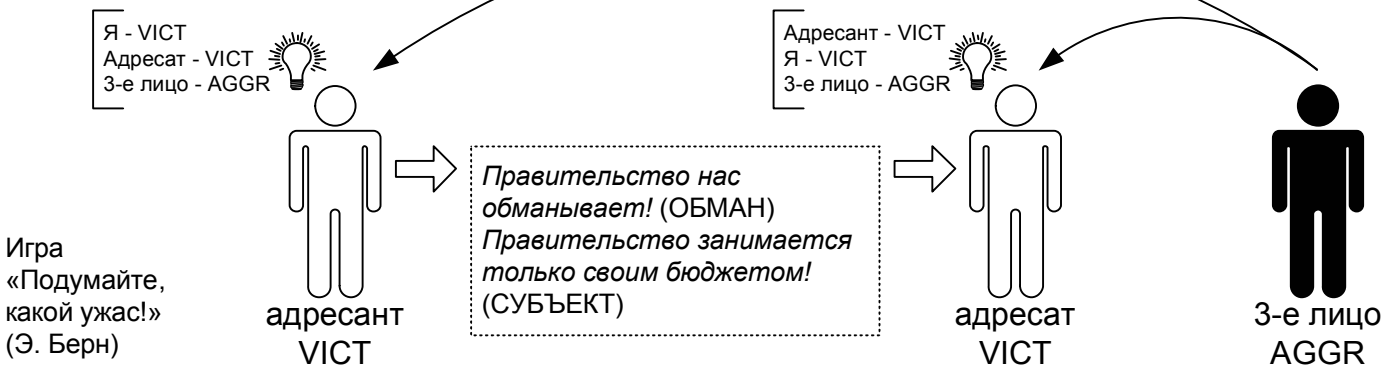 Я - VICT
Адресат - VICT
3-е лицо - AGGR
Адресант - VICT
Я - VICT
3-е лицо - AGGR
Правительство нас
обманывает! (ОБМАН)
Правительство занимается
только своим бюджетом!
(СУБЪЕКТ)
Игра
«Подумайте,
какой ужас!»
(Э. Берн)
адресант
VICT
адресат
VICT
3-е лицо
AGGR